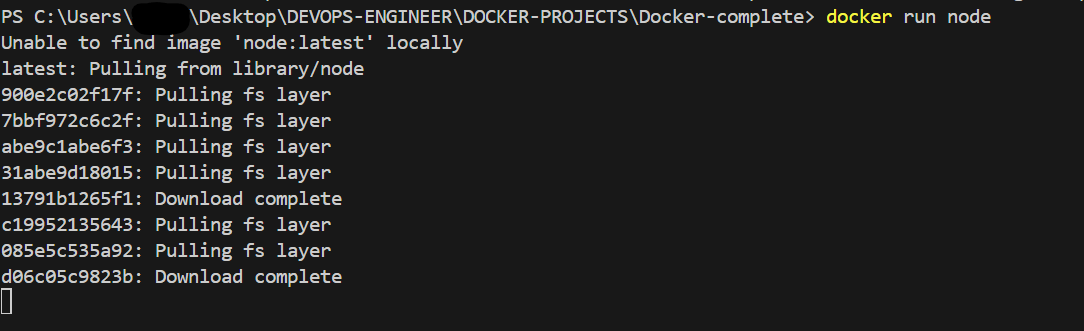 PS C:\Users\ \Desktop\DEVOPS-ENGINEER\DOCKER-PROJECTS\Docker-complete> docker run node
Unable to find image 'node:latest' locally
latest: Pulling from library/node
900e2c02f17f: Pulling fs layer
7bbf972c6c2f: Pulling fs layer
abe9c1abe6f3: Pulling fs layer
31abe9d18015: Pulling fs layer
13791b1265f1: Download complete
c19952135643: Pulling fs layer
085e5c535a92: Pulling fs layer
d06c05c9823b: Download complete